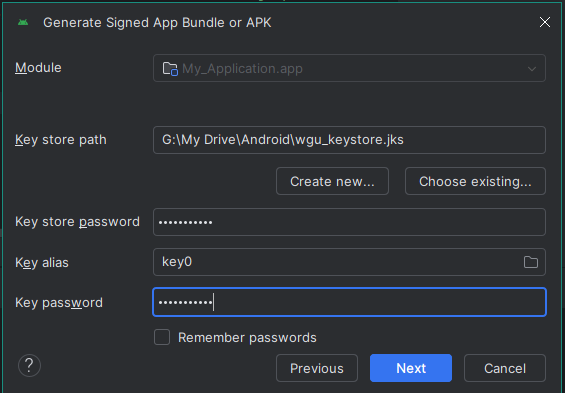 Generate Signed App Bundle or APK
Module My_Application.app
Key store path G:\My Drive\Android\wgu_keystore.jks
Create new... Choose existing...
Key store password •••••••••••
Key alias key0
Key password •••••••••••
Remember passwords
? Previous Next Cancel